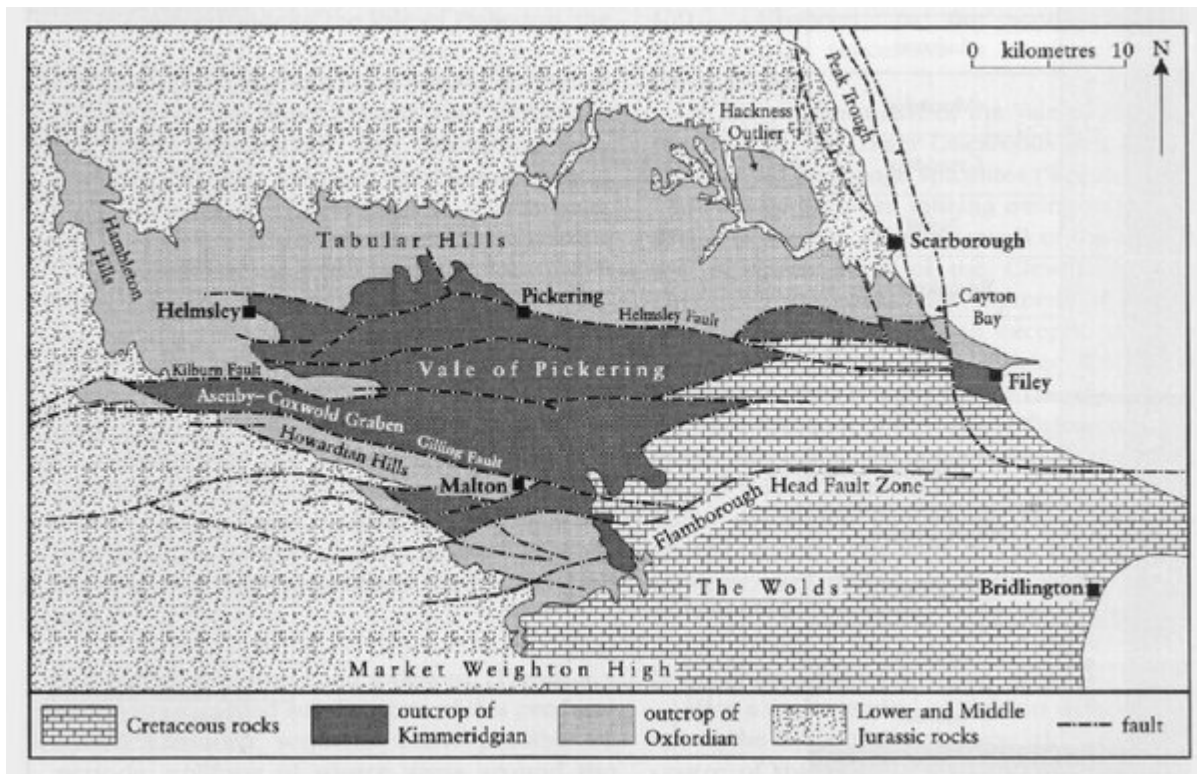 0 kilometres 10 N
Peak Trough
Hackness
Outlier
Hambleton
Hills
Tabular Hills
Scarborough
Cayton
Bay
Helmsley
Pickering
Helmsley Fault
Kilburn Fault
Vale of Pickering
Filey
Asenby–Coxwold Graben
Howardian Hills
Gilling Fault
Malton
Flamborough Head Fault Zone
The Wolds
Bridlington
Market Weighton High
Cretaceous rocks
outcrop of
Kimmeridgian
outcrop of
Oxfordian
Lower and Middle
Jurassic rocks
fault